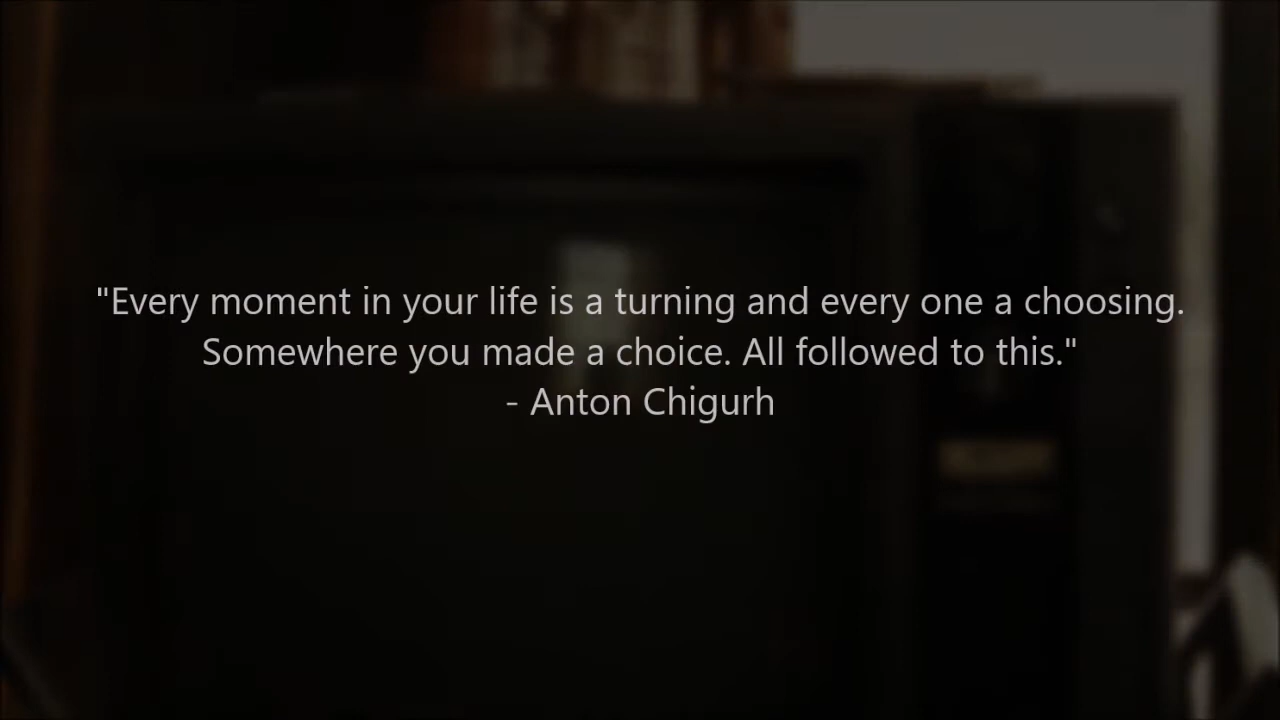 "Every moment in your life is a turning and every one a choosing.
Somewhere you made a choice. All followed to this."
- Anton Chigurh